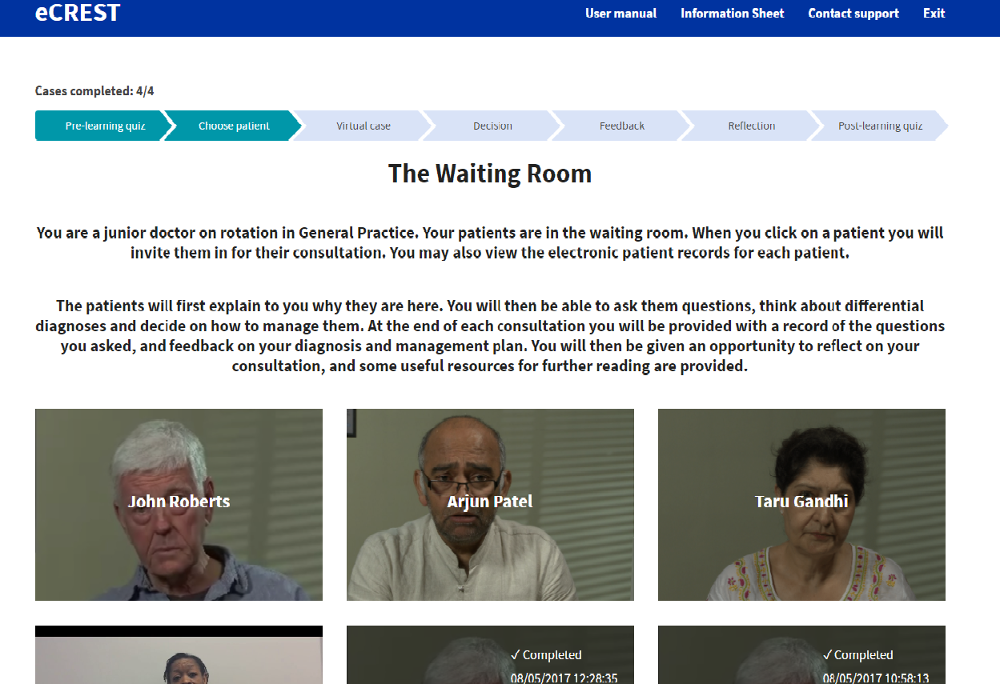 eCREST
User manual Information Sheet Contact support Exit
Cases completed: 4/4
Pre-learning quiz Choose patient Virtual case Decision Feedback Reflection Post-learning quiz
The Waiting Room
You are a junior doctor on rotation in General Practice. Your patients are in the waiting room. When you click on a patient you will
invite them in for their consultation. You may also view the electronic patient records for each patient.
The patients will first explain to you why they are here. You will then be able to ask them questions, think about differential
diagnoses and decide on how to manage them. At the end of each consultation you will be provided with a record of the questions
you asked, and feedback on your diagnosis and management plan. You will then be given an opportunity to reflect on your
consultation, and some useful resources for further reading are provided.
John Roberts Arjun Patel Taru Gandhi
✓ Completed ✓ Completed
08/05/2017 12:28:35 08/05/2017 10:58:13